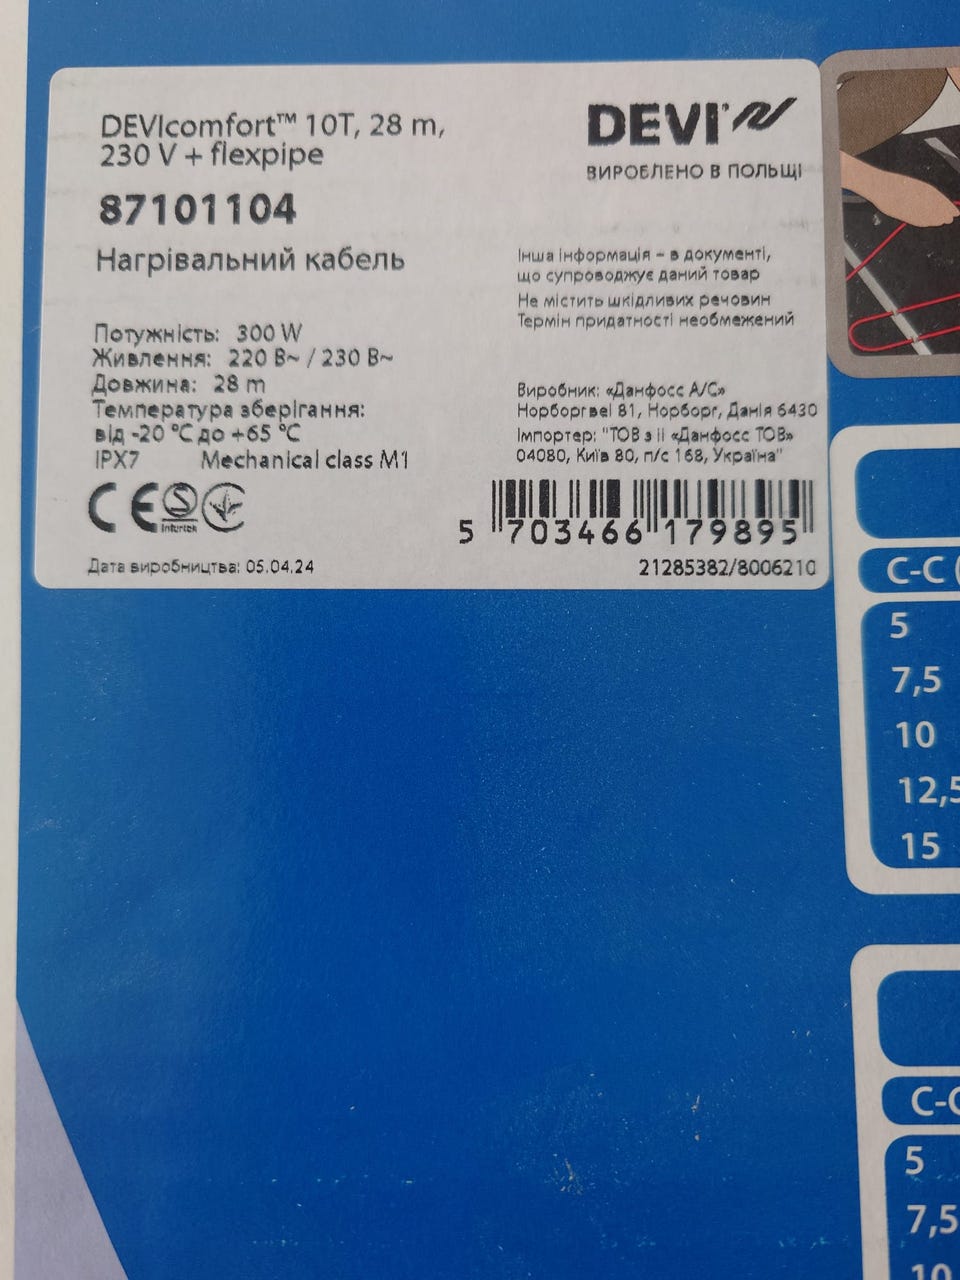 DEVIcomfort™ 10T, 28 m,
230 V + flexpipe
87101104
Нагрівальний кабель
Потужність: 300 W
Живлення: 220 В~ / 230 В~
Довжина: 28 m
Температура зберігання:
від -20 °C до +65 °C
IPX7 Mechanical class M1
CE S Intertek
Дата виробництва: 05.04.24
DEVI
ВИРОБЛЕНО В ПОЛЬЩІ
Інша інформація – в документі,
що супроводжує даний товар
Не містить шкідливих речовин
Термін придатності необмежений
Виробник: «Данфосс А/С»
Норборгвеі 81, Норборг, Данія 6430
Імпортер: "ТОВ з іі «Данфосс ТОВ»
04080, Київ 80, п/с 168, Україна"
5 703466 179895
21285382/8006210
C-C (
5
7,5
10
12,5
15
C-C
5
7,5
10